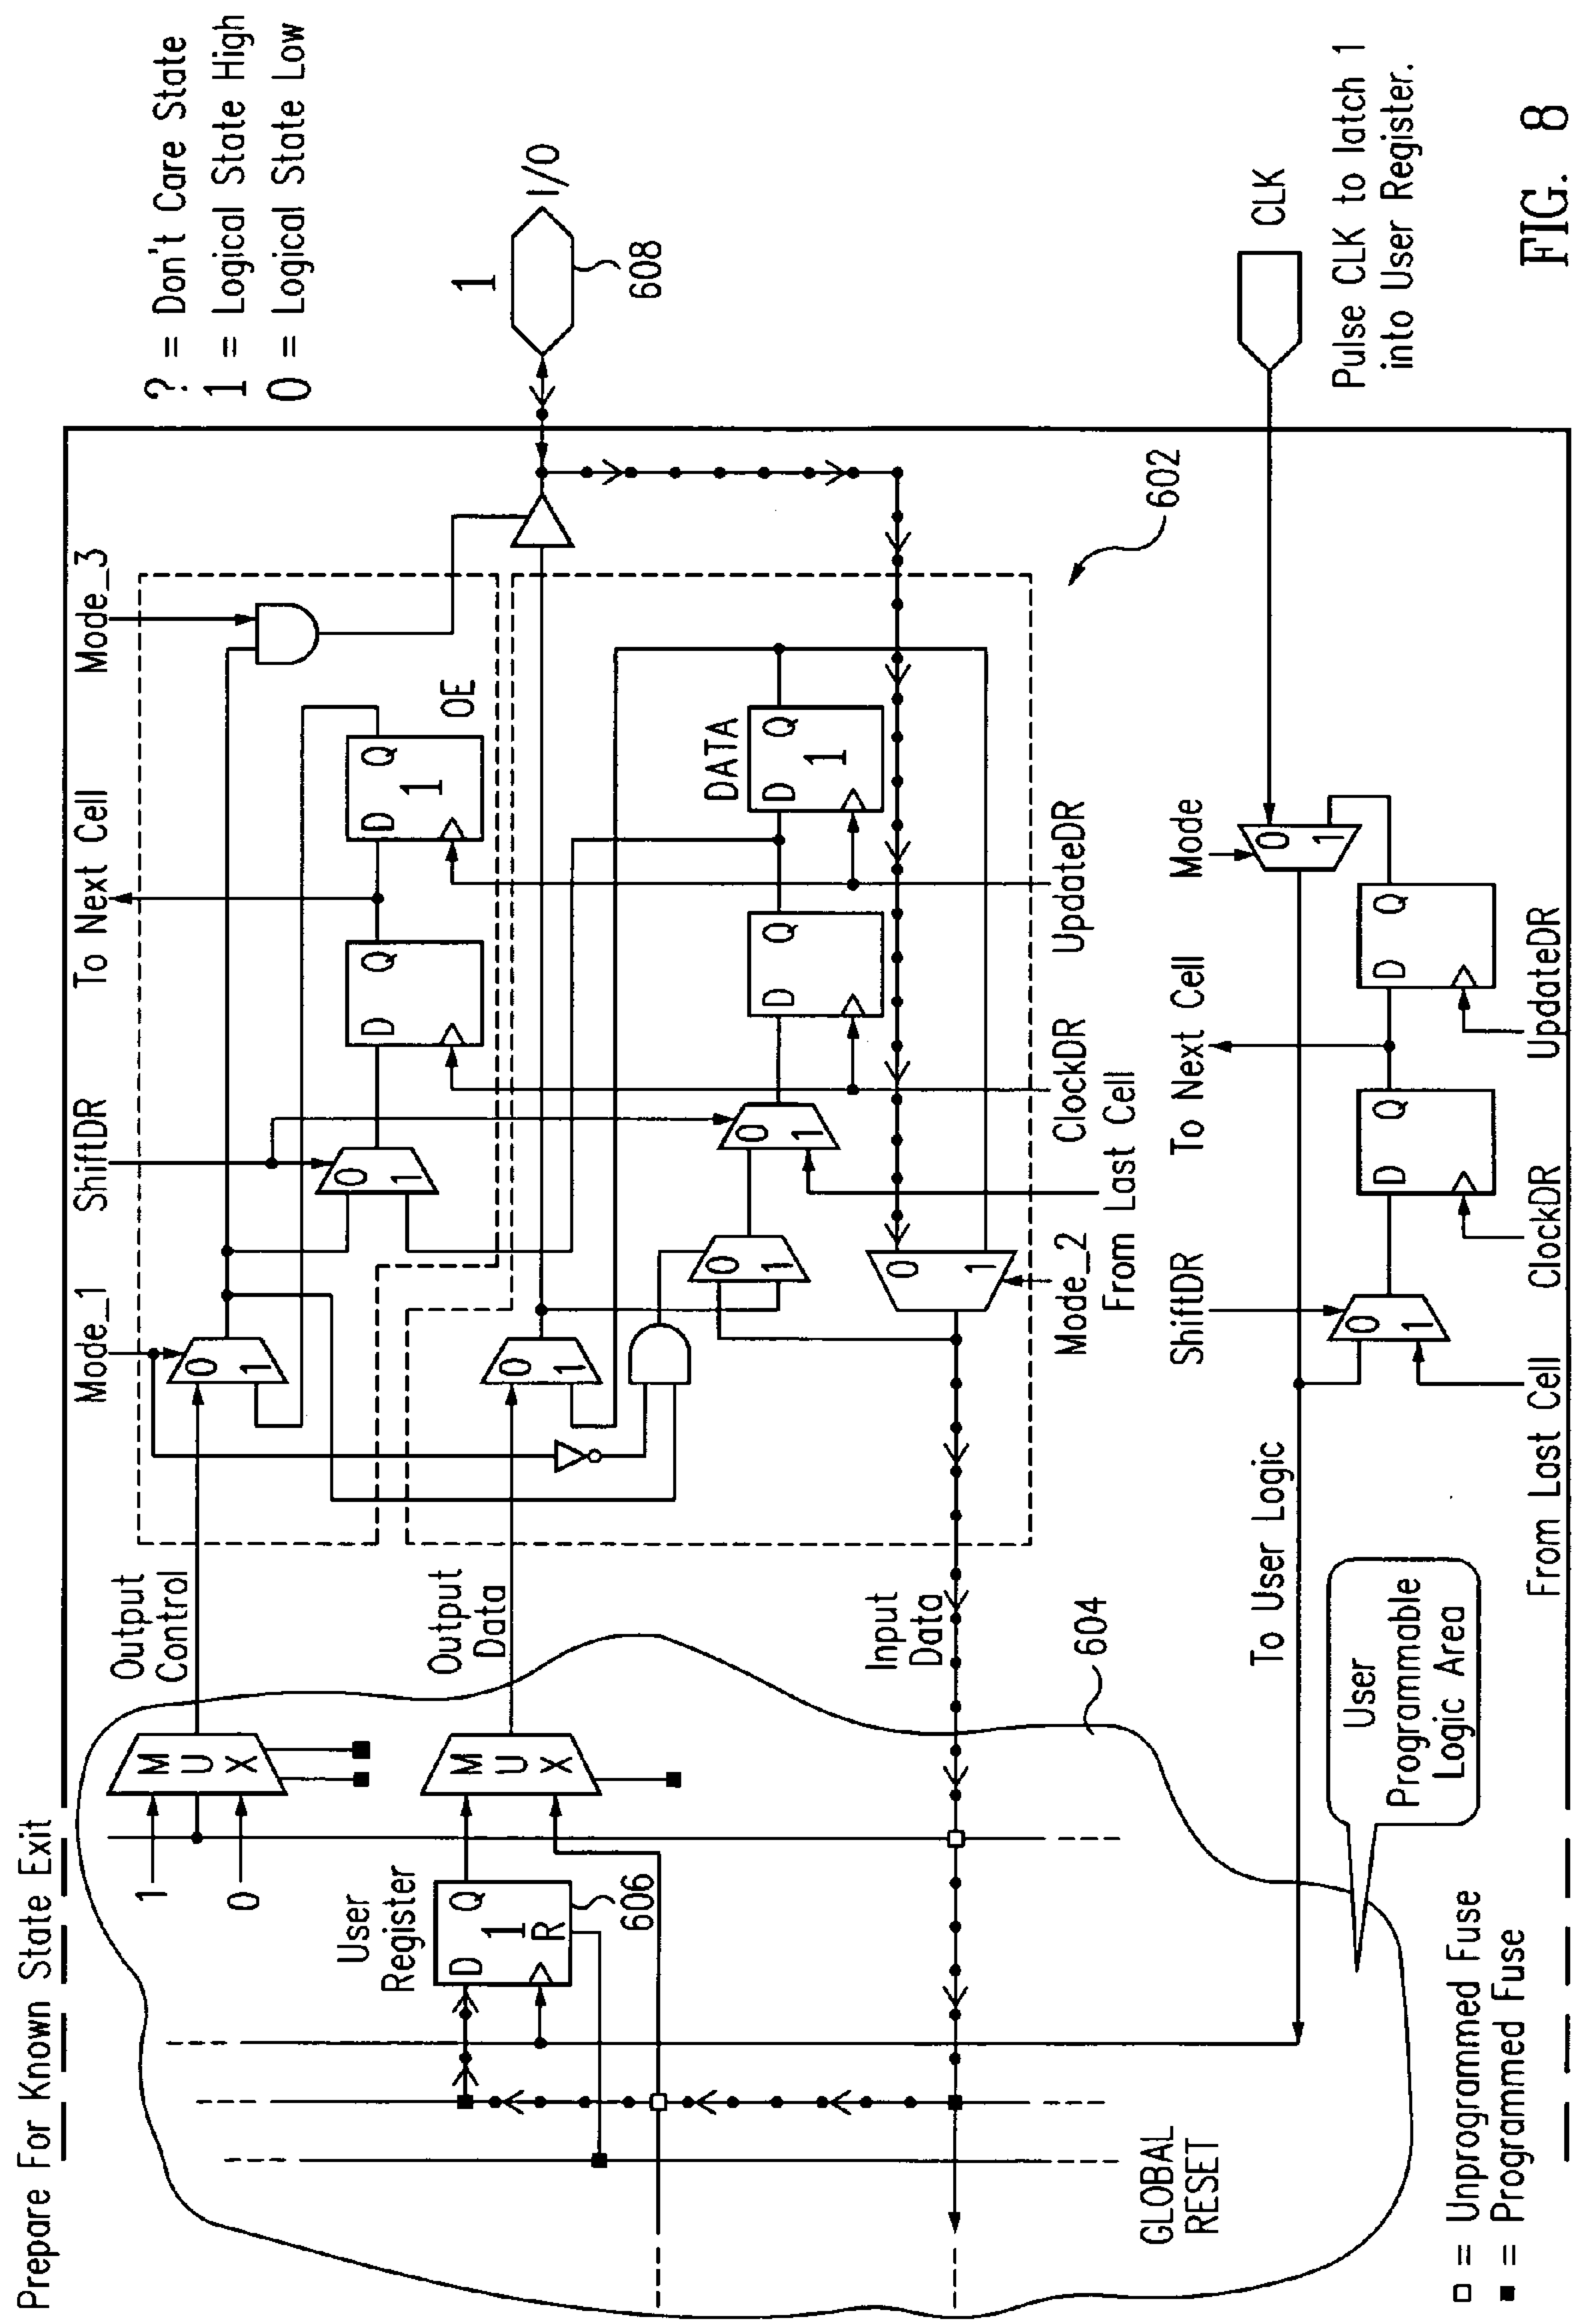 Prepare For Known State Exit
? = Don't Care State
1 = Logical State High
0 = Logical State Low
Mode_1
ShiftDR
To Next Cell
Mode_3
Output
Control
1
0
M
U
X
0
1
0
1
D
Q
D
Q
1
OE
1
I/O
608
User
Register
D
Q
1
R
606
M
U
X
Output
Data
0
1
0
1
0
1
D
Q
DATA
D
Q
1
Input
Data
0
1
Mode_2
From Last Cell
ClockDR
UpdateDR
602
604
GLOBAL
RESET
To User Logic
ShiftDR
To Next Cell
Mode
0
1
CLK
Pulse CLK to latch 1
into User Register.
0
1
D
Q
D
Q
From Last Cell
ClockDR
UpdateDR
User
Programmable
Logic Area
= Unprogrammed Fuse
= Programmed Fuse
FIG. 8